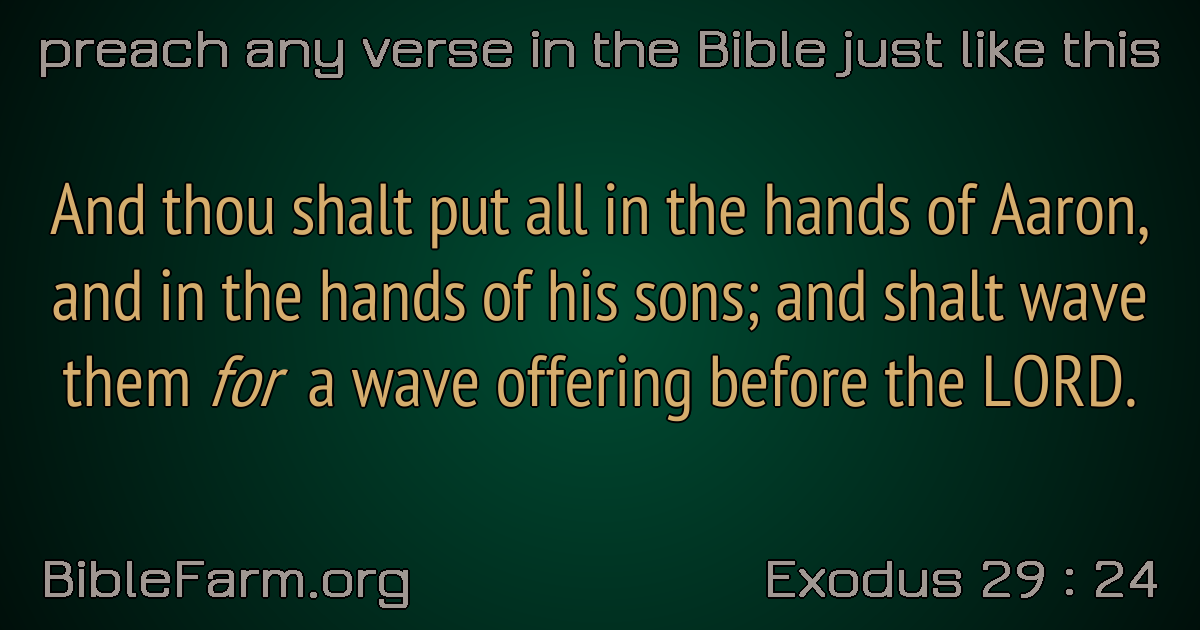 preach any verse in the Bible just like this
And thou shalt put all in the hands of Aaron,
and in the hands of his sons; and shalt wave
them for a wave offering before the LORD.
BibleFarm.org
Exodus 29 : 24